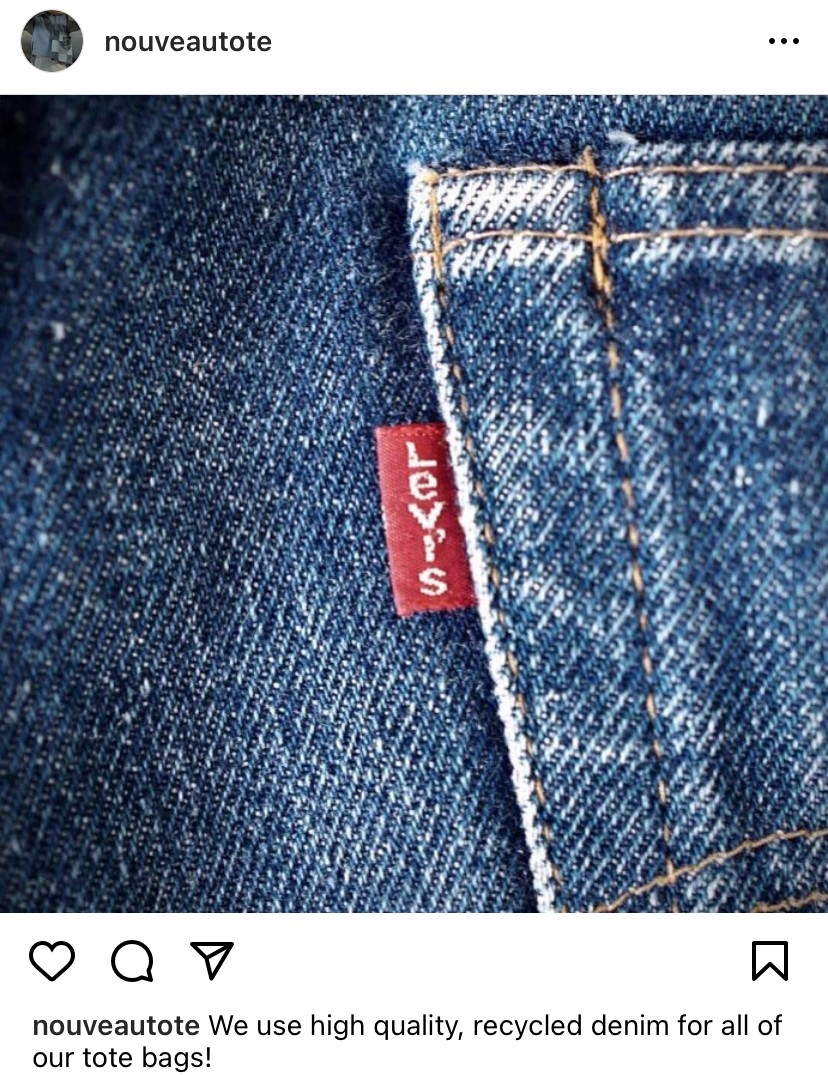 nouveautote
Levi's
nouveautote We use high quality, recycled denim for all of
our tote bags!